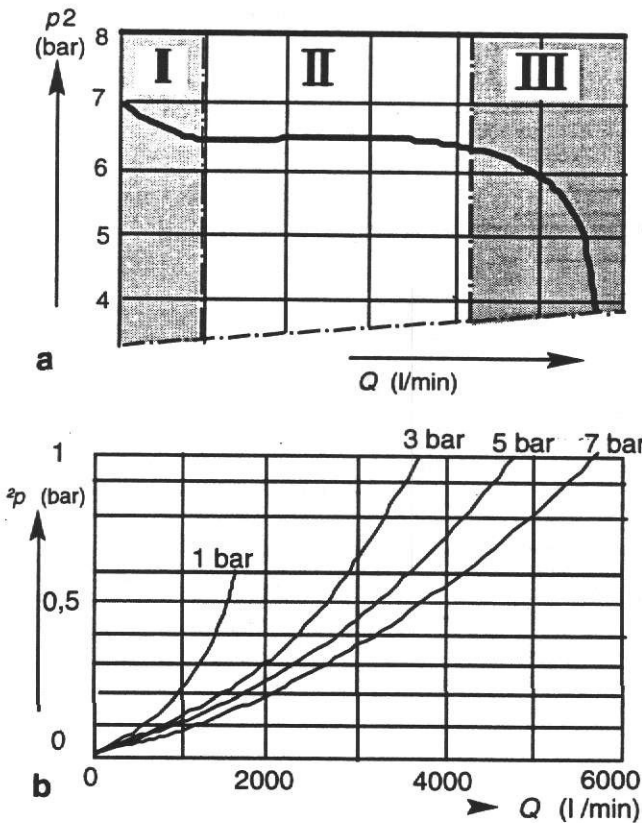 p2
(bar)
8
7
6
5
4
I
II
III
a
Q (l/min)
1
²p (bar)
0,5
0
1 bar
3 bar
5 bar
7 bar
0
2000
4000
6000
b
Q (l/min)